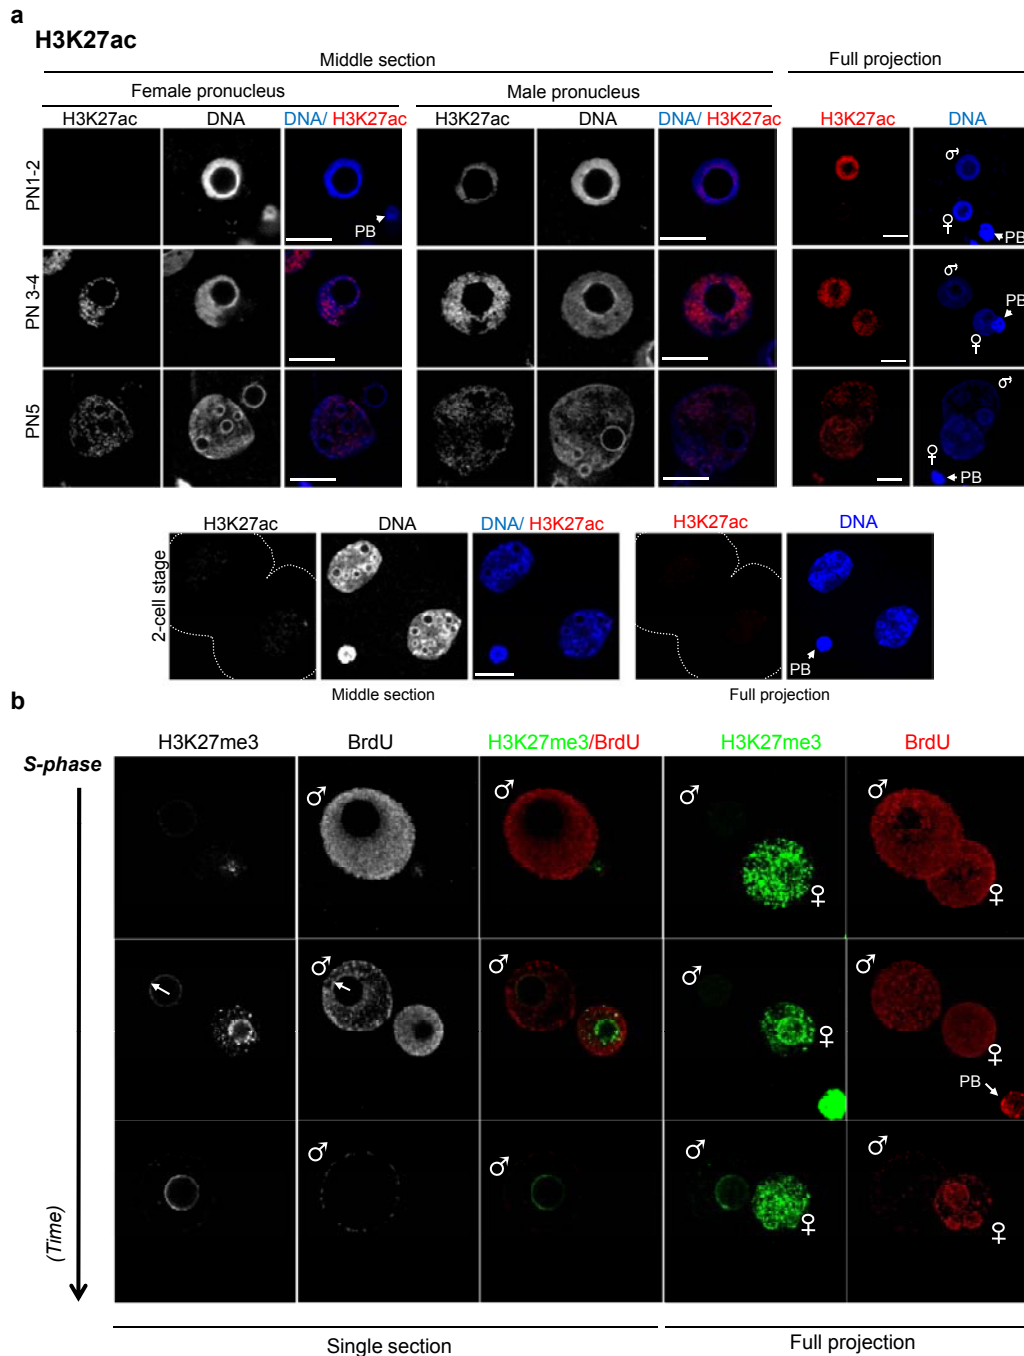 a
H3K27ac
Middle section
Full projection
Female pronucleus
Male pronucleus
H3K27ac DNA DNA/ H3K27ac H3K27ac DNA DNA/ H3K27ac H3K27ac DNA
PN1-2
♂
PB
♀
PB
PN 3-4
♂
PB
♀
PN5
♂
♀
PB
H3K27ac DNA DNA/ H3K27ac H3K27ac DNA
2-cell stage
PB
Middle section Full projection
b
H3K27me3 BrdU H3K27me3/BrdU H3K27me3 BrdU
S-phase
♂ ♂ ♂ ♂
♀ ♀
♂ ♂ ♂ ♂
♀ ♀
PB
♂ ♂ ♂ ♂
♀ ♀
(Time)
Single section Full projection